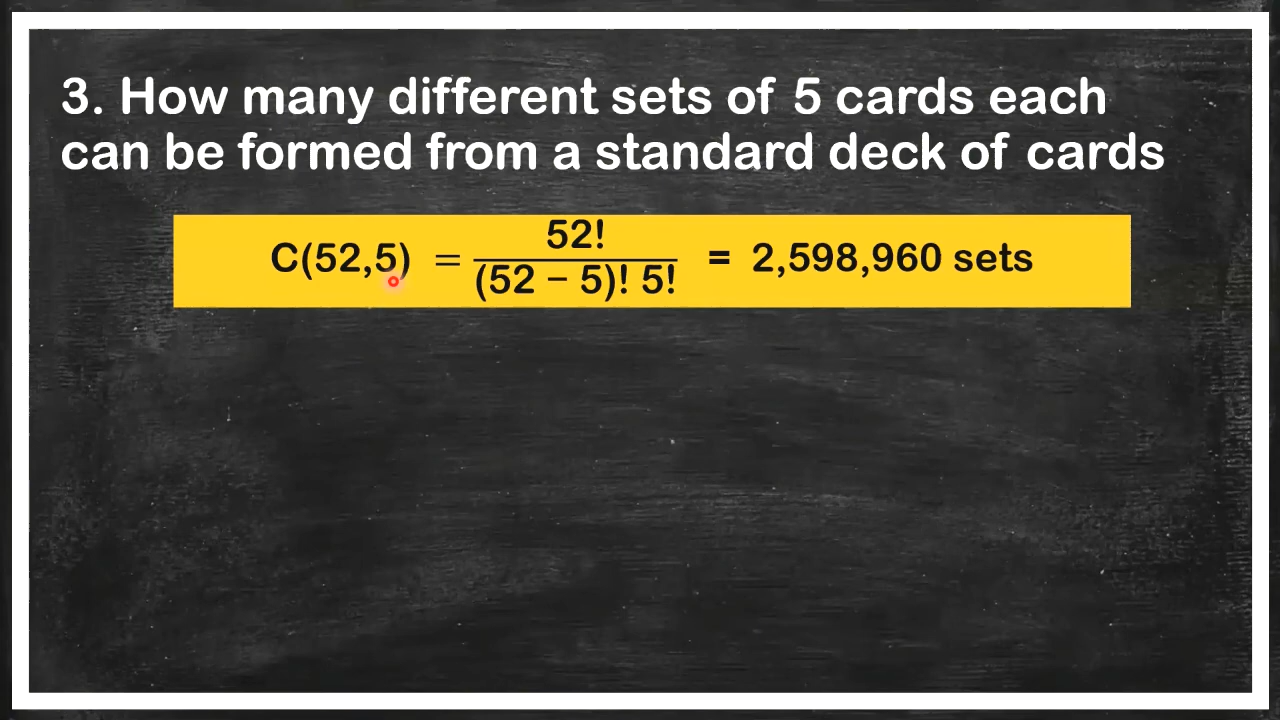 3. How many different sets of 5 cards each
can be formed from a standard deck of cards
C(52,5) = 52! / (52 − 5)! 5! = 2,598,960 sets